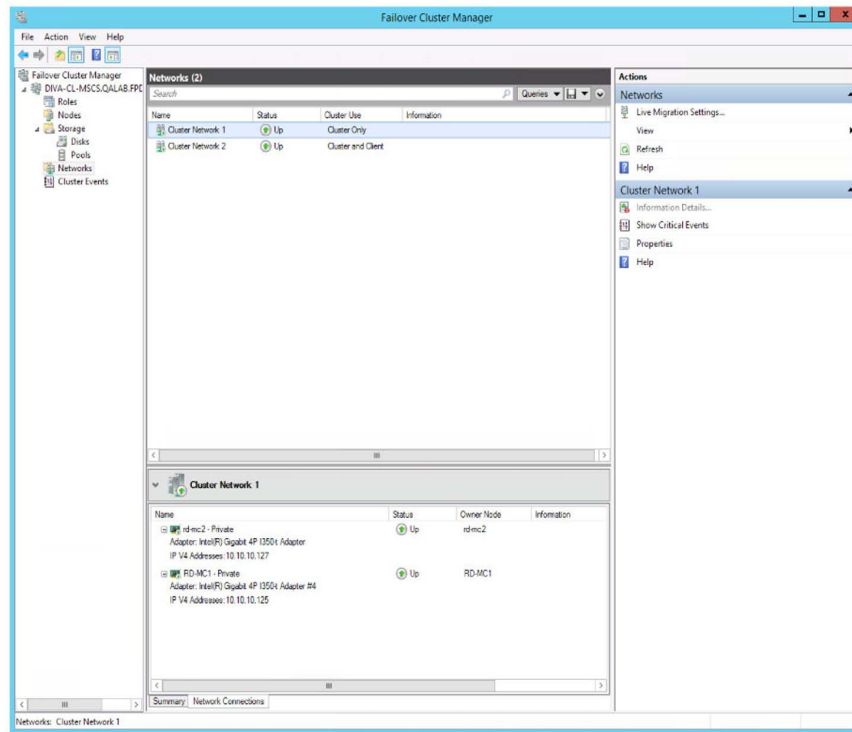 Failover Cluster Manager
File Action View Help
Failover Cluster Manager
DIVA-CL-MSCS.QALAB.FPD
Roles
Nodes
Storage
Disks
Pools
Networks
Cluster Events
Networks (2)
Search
Queries
Name Status Cluster Use Information
Cluster Network 1 Up Cluster Only
Cluster Network 2 Up Cluster and Client
Cluster Network 1
Name Status Owner Node Information
rd-mc2 - Private Up rd-mc2
Adapter: Intel(R) Gigabit 4P I350-t Adapter
IP V4 Addresses: 10.10.10.127
RD-MC1 - Private Up RD-MC1
Adapter: Intel(R) Gigabit 4P I350-t Adapter #4
IP V4 Addresses: 10.10.10.125
Summary Network Connections
Actions
Networks
Live Migration Settings...
View
Refresh
Help
Cluster Network 1
Information Details...
Show Critical Events
Properties
Help
Networks: Cluster Network 1